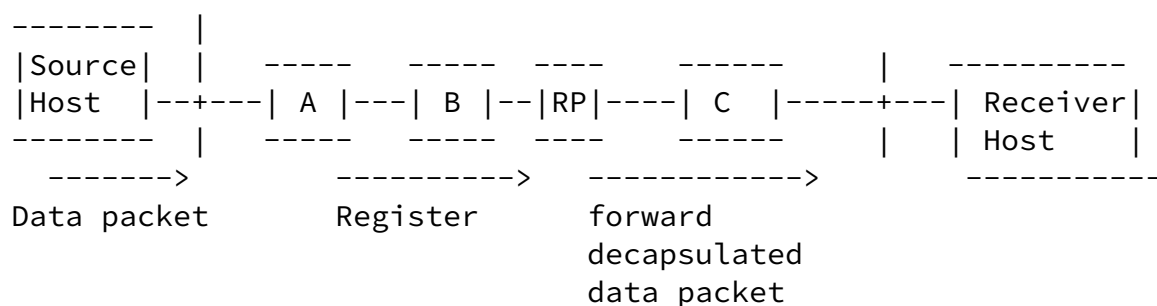 --------  |
|Source|  |   -----   -----  ----   ------      |   ----------
|Host  |--+---| A |---| B |--|RP|----| C  |-----+---| Receiver|
--------  |   -----   -----  ----   ------      |  | Host     |
  ------->         ---------->   ------------>        -----------
Data packet       Register      forward
                                decapsulated
                                data packet